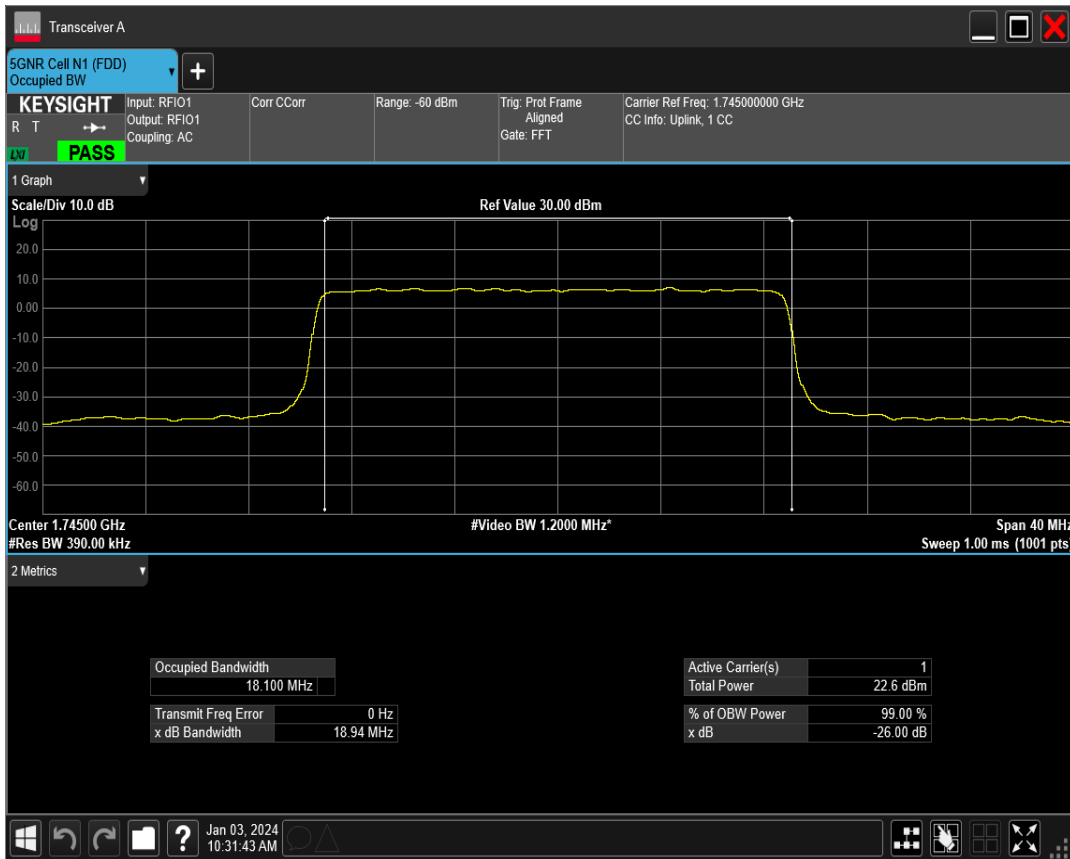 Transceiver A
5GNR Cell N1 (FDD)
Occupied BW
+
KEYSIGHT
R T
LXI
PASS
Input: RFIO1
Output: RFIO1
Coupling: AC
Corr CCorr
Range: -60 dBm
Trig: Prot Frame
Aligned
Gate: FFT
Carrier Ref Freq: 1.745000000 GHz
CC Info: Uplink, 1 CC
1 Graph
Scale/Div 10.0 dB
Ref Value 30.00 dBm
Log
20.0
10.0
0.00
-10.0
-20.0
-30.0
-40.0
-50.0
-60.0
Center 1.74500 GHz
#Video BW 1.2000 MHz*
Span 40 MHz
#Res BW 390.00 kHz
Sweep 1.00 ms (1001 pts)
2 Metrics
Occupied Bandwidth
18.100 MHz
Transmit Freq Error 0 Hz
x dB Bandwidth 18.94 MHz
Active Carrier(s) 1
Total Power 22.6 dBm
% of OBW Power 99.00 %
x dB -26.00 dB
?
Jan 03, 2024
10:31:43 AM